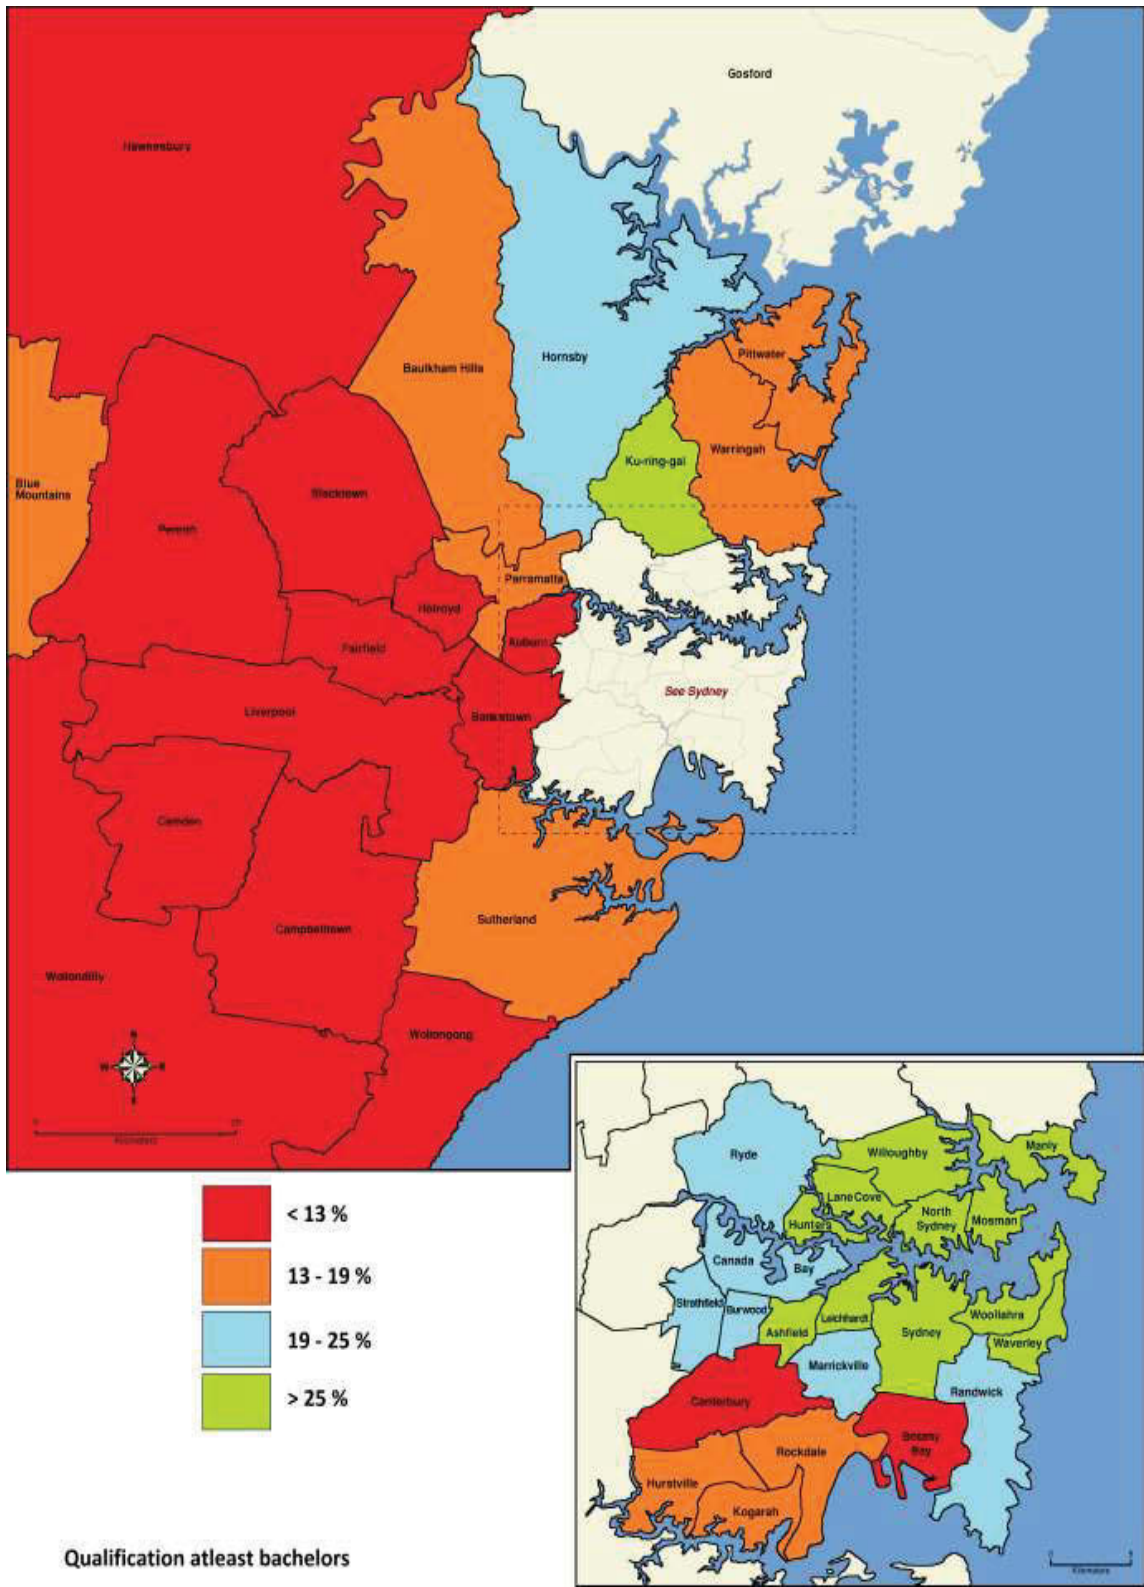 Gosford
Hawkesbury
Hornsby
Pittwater
Baulkham Hills
Warringah
Ku-ring-gai
Blue
Mountains
Blacktown
Penrith
Parramatta
Holroyd
Auburn
Fairfield
See Sydney
Liverpool
Bankstown
Camden
Sutherland
Campbelltown
Wollondilly
Wollongong
N
W
E
S
Kilometers
Ryde
Willoughby
Manly
Lane Cove
North
Sydney
Mosman
Hunters
Canada
Bay
Strathfield
Burwood
Leichhardt
Woollahra
Ashfield
Sydney
Waverley
Marrickville
Randwick
Canterbury
Botany
Bay
Rockdale
Hurstville
Kogarah
Kilometers
< 13 %
13 - 19 %
19 - 25 %
> 25 %
Qualification atleast bachelors